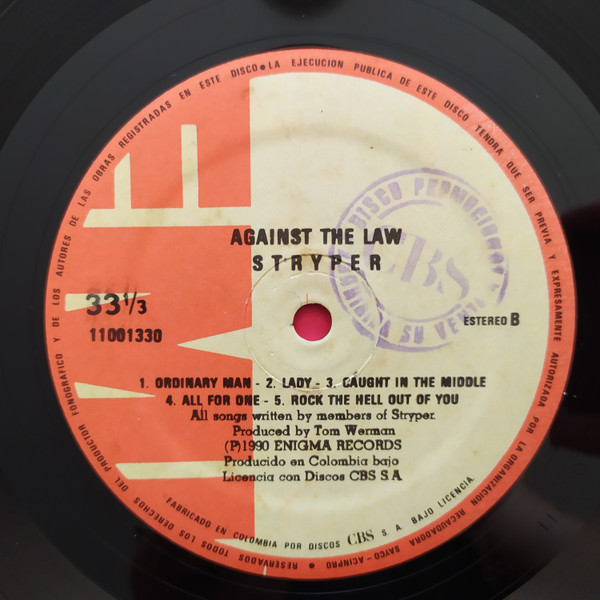 AGAINST THE LAW
STRYPER
33 1/3
11001330
ESTEREO B
1. ORDINARY MAN - 2. LADY - 3. CAUGHT IN THE MIDDLE
4. ALL FOR ONE - 5. ROCK THE HELL OUT OF YOU
All songs written by members of Stryper.
Produced by Tom Werman
(P)1990 ENIGMA RECORDS
Producido en Colombia bajo
Licencia con Discos CBS S.A
DISCO PROMOCIONAL
CBS
PROHIBIDA SU VENTA
TODOS LOS DERECHOS DEL PRODUCTOR FONOGRAFICO Y DE LOS AUTORES DE LAS OBRAS REGISTRADAS EN ESTE DISCO • LA EJECUCION PUBLICA DE ESTE DISCO TENDRA QUE SER PREVIA Y EXPRESAMENTE AUTORIZADA POR LA ORGANIZACION RECAUDADORA SAYCO-ACINPRO •
FABRICADO EN COLOMBIA POR DISCOS CBS S. A. BAJO LICENCIA